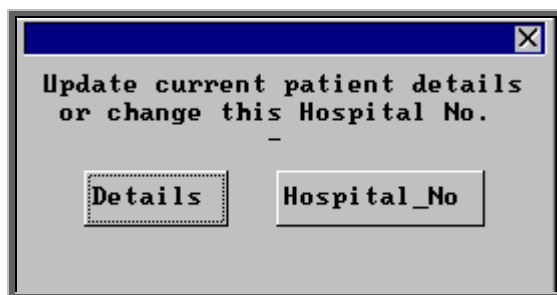 Update current patient details
or change this Hospital No.
–
Details Hospital_No